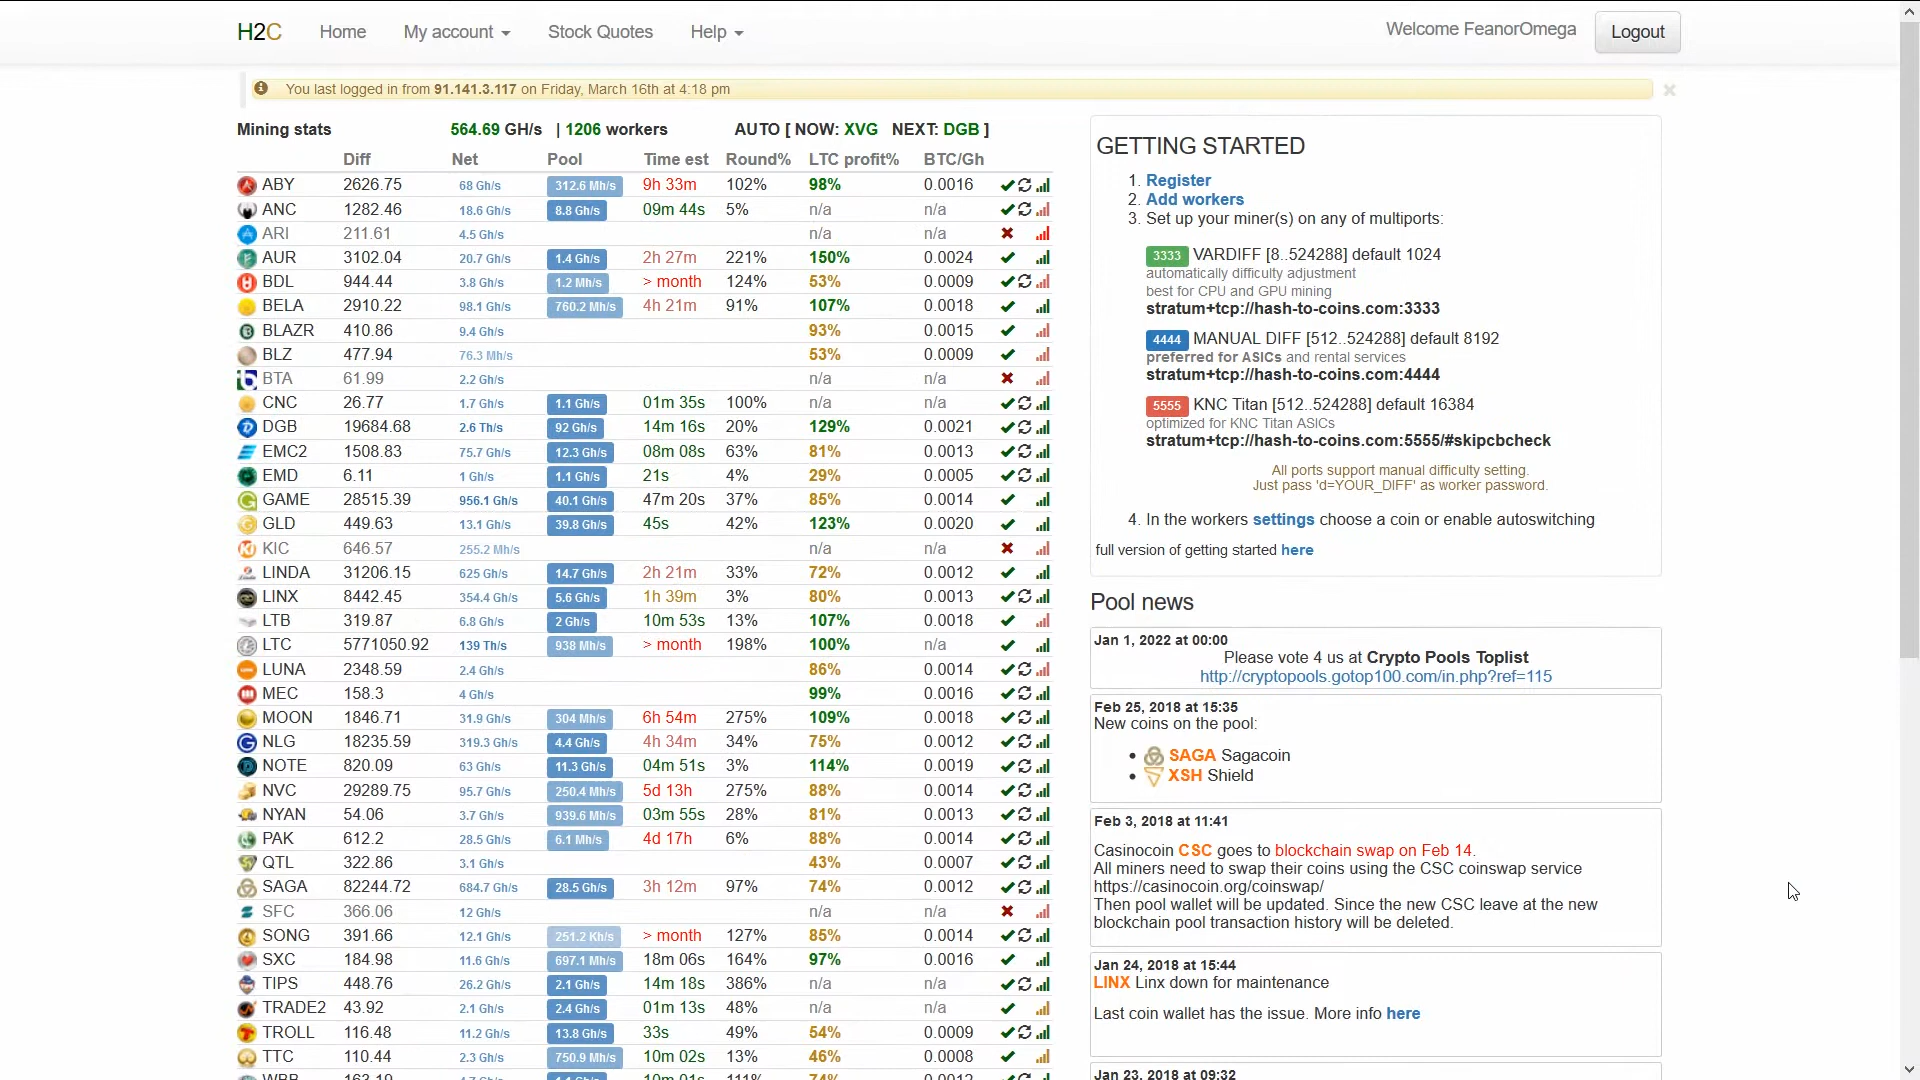 H2C Home My account Stock Quotes Help Welcome FeanorOmega Logout
You last logged in from 91.141.3.117 on Friday, March 16th at 4:18 pm
Mining stats 564.69 GH/s | 1206 workers AUTO [ NOW: XVG NEXT: DGB ]
Diff Net Pool Time est Round% LTC profit% BTC/Gh
ABY 2626.75 68 Gh/s 312.6 Mh/s 9h 33m 102% 98% 0.0016
ANC 1282.46 18.6 Gh/s 8.8 Gh/s 09m 44s 5% n/a n/a
ARI 211.61 4.5 Gh/s n/a n/a
AUR 3102.04 20.7 Gh/s 1.4 Gh/s 2h 27m 221% 150% 0.0024
BDL 944.44 3.8 Gh/s 1.2 Mh/s > month 124% 53% 0.0009
BELA 2910.22 98.1 Gh/s 760.2 Mh/s 4h 21m 91% 107% 0.0018
BLAZR 410.86 9.4 Gh/s 93% 0.0015
BLZ 477.94 76.3 Mh/s 53% 0.0009
BTA 61.99 2.2 Gh/s n/a n/a
CNC 26.77 1.7 Gh/s 1.1 Gh/s 01m 35s 100% n/a n/a
DGB 19684.68 2.6 Th/s 92 Gh/s 14m 16s 20% 129% 0.0021
EMC2 1508.83 75.7 Gh/s 12.3 Gh/s 08m 08s 63% 81% 0.0013
EMD 6.11 1 Gh/s 1.1 Gh/s 21s 4% 29% 0.0005
GAME 28515.39 956.1 Gh/s 40.1 Gh/s 47m 20s 37% 85% 0.0014
GLD 449.63 13.1 Gh/s 39.8 Gh/s 45s 42% 123% 0.0020
KIC 646.57 255.2 Mh/s n/a n/a
LINDA 31206.15 625 Gh/s 14.7 Gh/s 2h 21m 33% 72% 0.0012
LINX 8442.45 354.4 Gh/s 5.6 Gh/s 1h 39m 3% 80% 0.0013
LTB 319.87 6.8 Gh/s 2 Gh/s 10m 53s 13% 107% 0.0018
LTC 5771050.92 139 Th/s 938 Mh/s > month 198% 100% n/a
LUNA 2348.59 2.4 Gh/s 86% 0.0014
MEC 158.3 4 Gh/s 99% 0.0016
MOON 1846.71 31.9 Gh/s 304 Mh/s 6h 54m 275% 109% 0.0018
NLG 18235.59 319.3 Gh/s 4.4 Gh/s 4h 34m 34% 75% 0.0012
NOTE 820.09 63 Gh/s 11.3 Gh/s 04m 51s 3% 114% 0.0019
NVC 29289.75 95.7 Gh/s 250.4 Mh/s 5d 13h 275% 88% 0.0014
NYAN 54.06 3.7 Gh/s 939.6 Mh/s 03m 55s 28% 81% 0.0013
PAK 612.2 28.5 Gh/s 6.1 Mh/s 4d 17h 6% 88% 0.0014
QTL 322.86 3.1 Gh/s 43% 0.0007
SAGA 82244.72 684.7 Gh/s 28.5 Gh/s 3h 12m 97% 74% 0.0012
SFC 366.06 12 Gh/s n/a n/a
SONG 391.66 12.1 Gh/s 251.2 Kh/s > month 127% 85% 0.0014
SXC 184.98 11.6 Gh/s 697.1 Mh/s 18m 06s 164% 97% 0.0016
TIPS 448.76 26.2 Gh/s 2.1 Gh/s 14m 18s 386% n/a n/a
TRADE2 43.92 2.1 Gh/s 2.4 Gh/s 01m 13s 48% n/a n/a
TROLL 116.48 11.2 Gh/s 13.8 Gh/s 33s 49% 54% 0.0009
TTC 110.44 2.3 Gh/s 750.9 Mh/s 10m 02s 13% 46% 0.0008
GETTING STARTED
1. Register
2. Add workers
3. Set up your miner(s) on any of multiports:
3333 VARDIFF [8..524288] default 1024
automatically difficulty adjustment
best for CPU and GPU mining
stratum+tcp://hash-to-coins.com:3333
4444 MANUAL DIFF [512..524288] default 8192
preferred for ASICs and rental services
stratum+tcp://hash-to-coins.com:4444
5555 KNC Titan [512..524288] default 16384
optimized for KNC Titan ASICs
stratum+tcp://hash-to-coins.com:5555/#skipcbcheck
All ports support manual difficulty setting.
Just pass 'd=YOUR_DIFF' as worker password.
4. In the workers settings choose a coin or enable autoswitching
full version of getting started here
Pool news
Jan 1, 2022 at 00:00
Please vote 4 us at Crypto Pools Toplist
http://cryptopools.gotop100.com/in.php?ref=115
Feb 25, 2018 at 15:35
New coins on the pool:
SAGA Sagacoin
XSH Shield
Feb 3, 2018 at 11:41
Casinocoin CSC goes to blockchain swap on Feb 14.
All miners need to swap their coins using the CSC coinswap service
https://casinocoin.org/coinswap/
Then pool wallet will be updated. Since the new CSC leave at the new
blockchain pool transaction history will be deleted.
Jan 24, 2018 at 15:44
LINX Linx down for maintenance
Last coin wallet has the issue. More info here
Jan 23, 2018 at 09:32